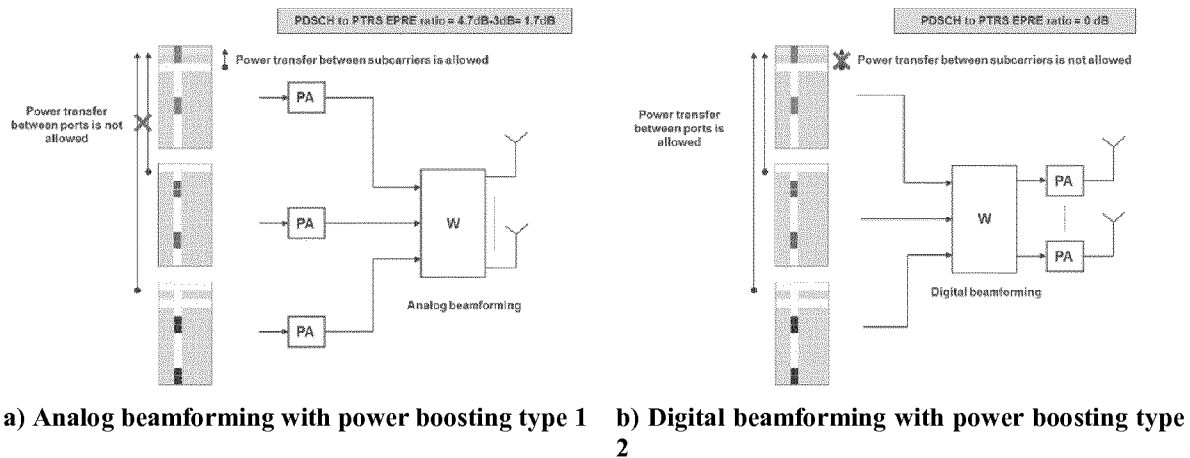 PDSCH to PTRS EPRE ratio = 4.7dB-3dB= 1.7dB
Power transfer between subcarriers is allowed
Power transfer
between ports is not
allowed
PA
PA
PA
W
Analog beamforming
a) Analog beamforming with power boosting type 1
PDSCH to PTRS EPRE ratio = 0 dB
Power transfer between subcarriers is not allowed
Power transfer
between ports is
allowed
W
PA
PA
Digital beamforming
b) Digital beamforming with power boosting type
2